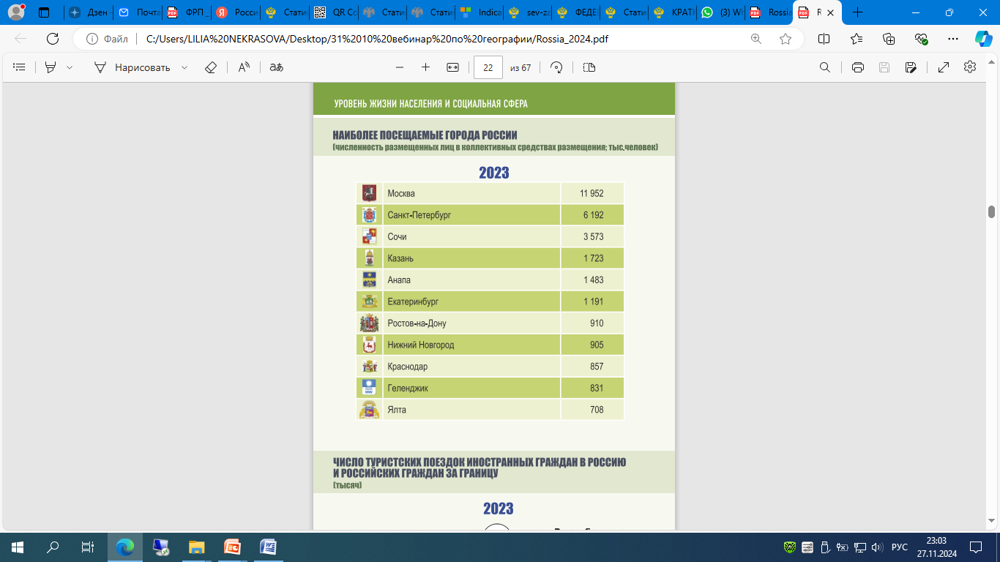 Дзен
Почта
ФРП
Росси
Стати
QR Co
Стати
Стати
Indica
sev-za
ФЕДЕ
Стати
КРАТК
(3) W
Rossia
R
Файл
C:/Users/LILIA%20NEKRASOVA/Desktop/31%2010%20вебинар%20по%20географии/Rossia_2024.pdf
Нарисовать
22 из 67
УРОВЕНЬ ЖИЗНИ НАСЕЛЕНИЯ И СОЦИАЛЬНАЯ СФЕРА
НАИБОЛЕЕ ПОСЕЩАЕМЫЕ ГОРОДА РОССИИ
(численность размещенных лиц в коллективных средствах размещения; тыс.человек)
2023
Москва 11 952
Санкт-Петербург 6 192
Сочи 3 573
Казань 1 723
Анапа 1 483
Екатеринбург 1 191
Ростов-на-Дону 910
Нижний Новгород 905
Краснодар 857
Геленджик 831
Ялта 708
ЧИСЛО ТУРИСТСКИХ ПОЕЗДОК ИНОСТРАННЫХ ГРАЖДАН В РОССИЮ
И РОССИЙСКИХ ГРАЖДАН ЗА ГРАНИЦУ
(тысяч)
2023
РУС
23:03
27.11.2024